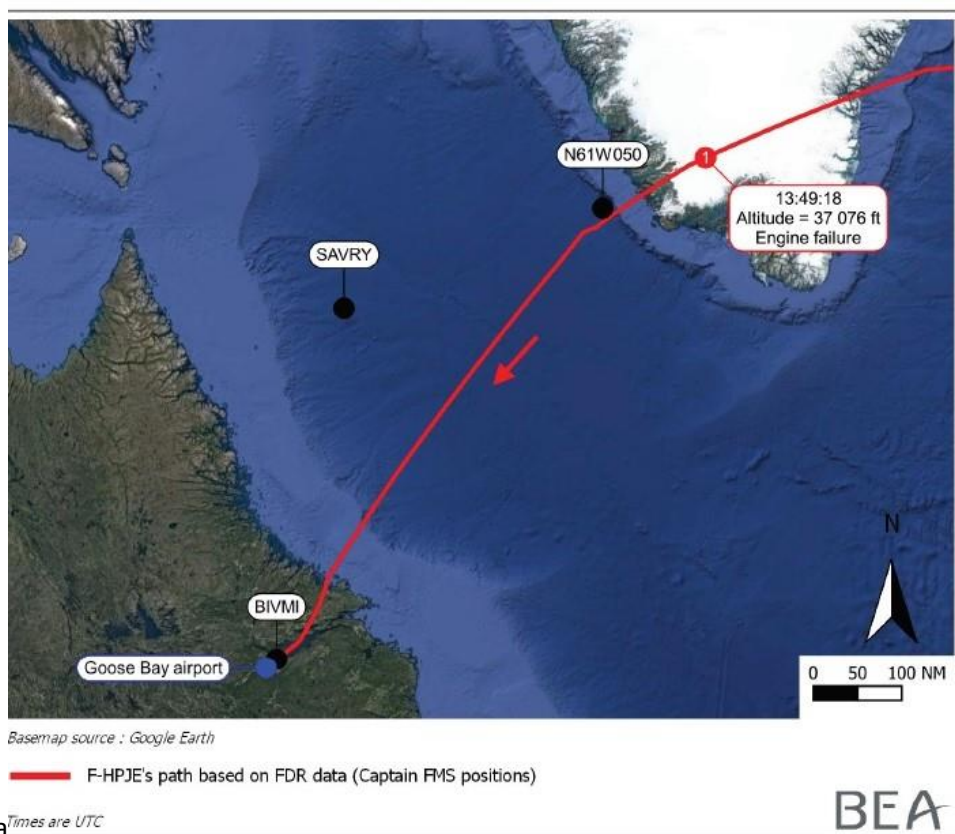 N61W050
1
13:49:18
Altitude = 37 076 ft
Engine failure
SAVRY
N
BIVMI
Goose Bay airport
0 50 100 NM
Basemap source : Google Earth
F-HPJE's path based on FDR data (Captain FMS positions)
Times are UTC
BEA